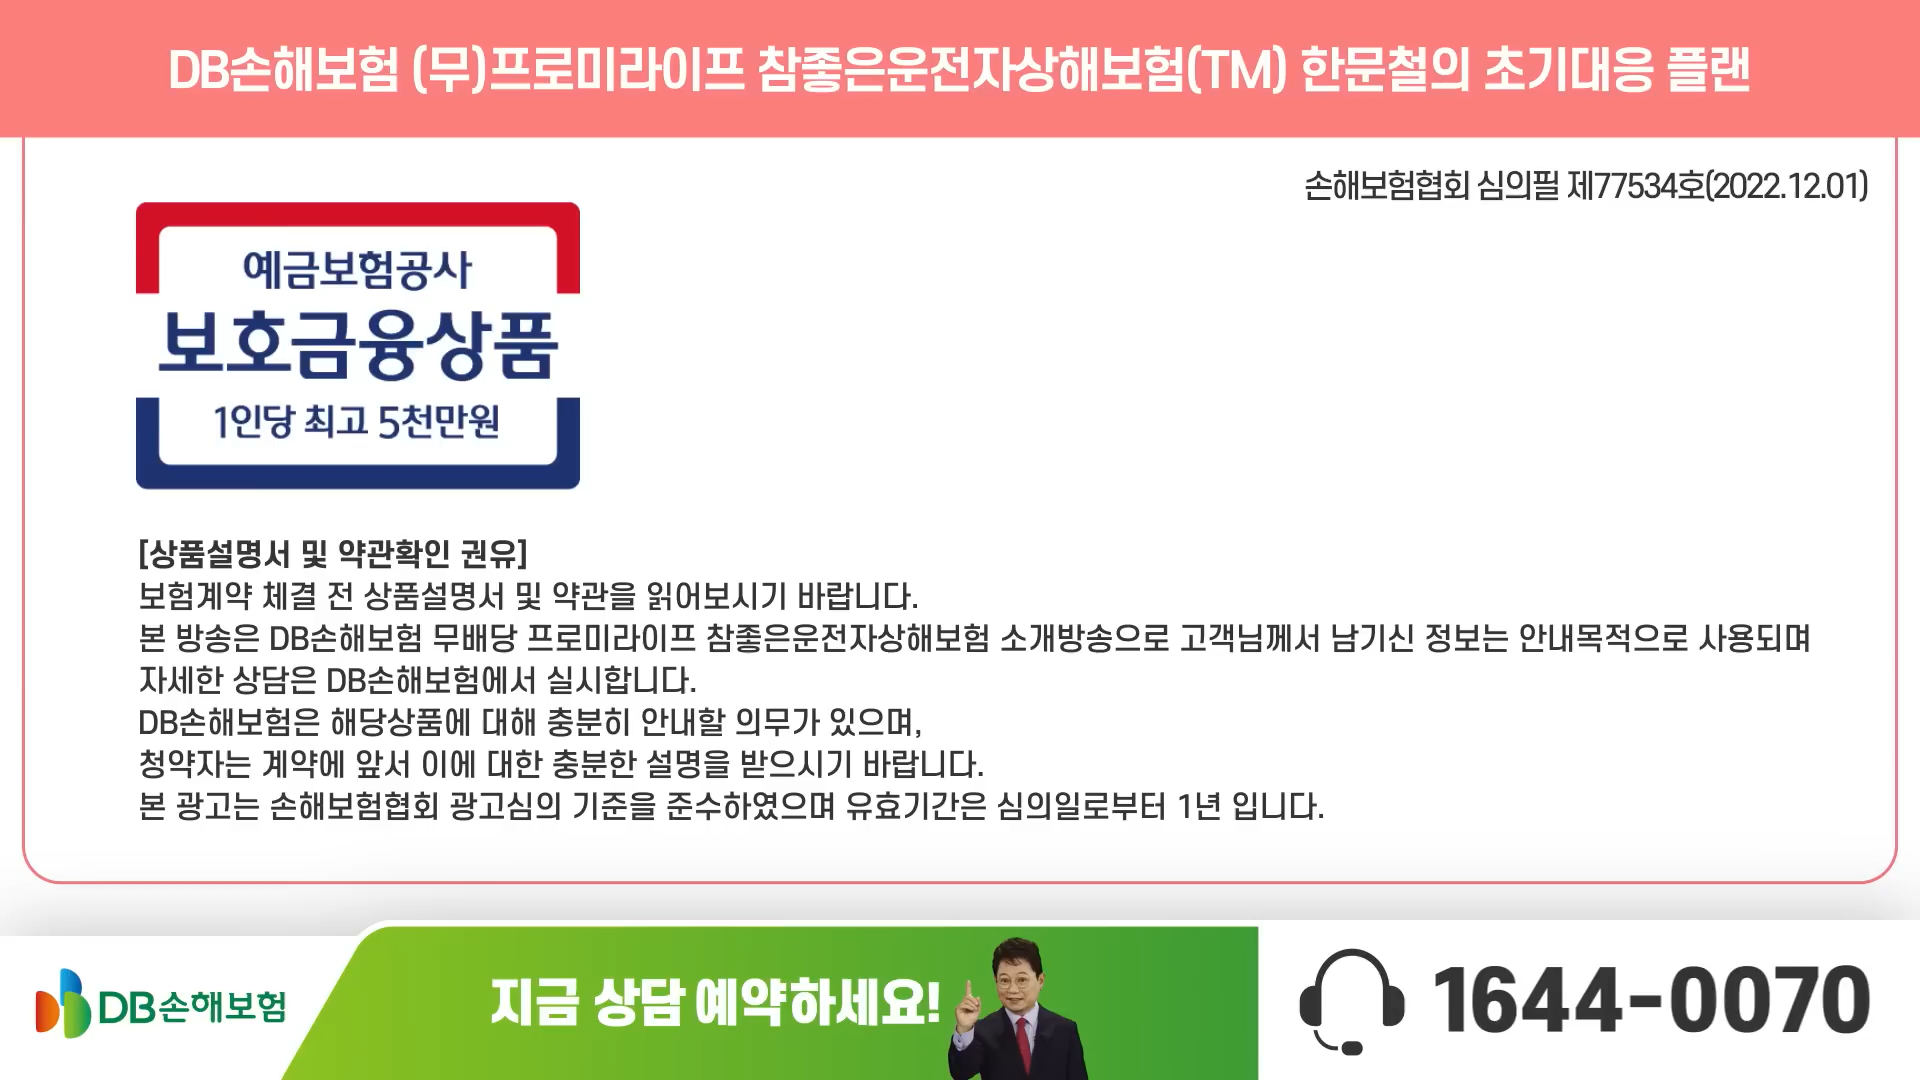 DB손해보험 (무)프로미라이프 참좋은운전자상해보험(TM) 한문철의 초기대응 플랜
손해보험협회 심의필 제77534호(2022.12.01)
예금보험공사
보호금융상품
1인당 최고 5천만원
[상품설명서 및 약관확인 권유]
보험계약 체결 전 상품설명서 및 약관을 읽어보시기 바랍니다.
본 방송은 DB손해보험 무배당 프로미라이프 참좋은운전자상해보험 소개방송으로 고객님께서 남기신 정보는 안내목적으로 사용되며
자세한 상담은 DB손해보험에서 실시합니다.
DB손해보험은 해당상품에 대해 충분히 안내할 의무가 있으며,
청약자는 계약에 앞서 이에 대한 충분한 설명을 받으시기 바랍니다.
본 광고는 손해보험협회 광고심의 기준을 준수하였으며 유효기간은 심의일로부터 1년 입니다.
DB손해보험
지금 상담 예약하세요!
1644-0070